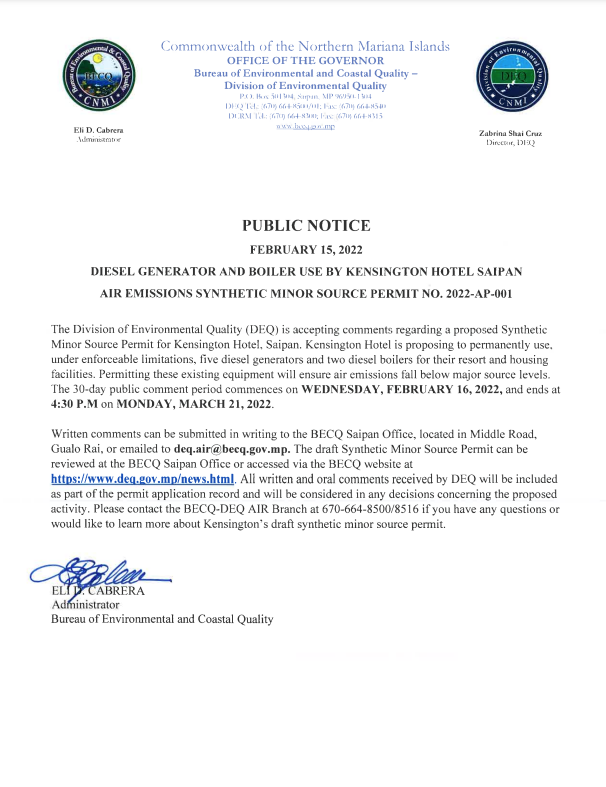 Commonwealth of the Northern Mariana Islands
OFFICE OF THE GOVERNOR
Bureau of Environmental and Coastal Quality –
Division of Environmental Quality
P.O. Box 501304, Saipan, MP 96950-1304
DEQ Tel.: (670) 664-8500/01; Fax: (670) 664-8540
DCRM Tel.: (670) 664-8300; Fax: (670) 664-8315
www.becq.gov.mp
Bureau of Environmental & Coastal Quality
BECQ
CNMI
Eli D. Cabrera
Administrator
Division of Environmental Quality
DEQ
CNMI
Zabrina Shai Cruz
Director, DEQ
PUBLIC NOTICE
FEBRUARY 15, 2022
DIESEL GENERATOR AND BOILER USE BY KENSINGTON HOTEL SAIPAN
AIR EMISSIONS SYNTHETIC MINOR SOURCE PERMIT NO. 2022-AP-001
The Division of Environmental Quality (DEQ) is accepting comments regarding a proposed Synthetic
Minor Source Permit for Kensington Hotel, Saipan. Kensington Hotel is proposing to permanently use,
under enforceable limitations, five diesel generators and two diesel boilers for their resort and housing
facilities. Permitting these existing equipment will ensure air emissions fall below major source levels.
The 30-day public comment period commences on WEDNESDAY, FEBRUARY 16, 2022, and ends at
4:30 P.M on MONDAY, MARCH 21, 2022.
Written comments can be submitted in writing to the BECQ Saipan Office, located in Middle Road,
Gualo Rai, or emailed to deq.air@becq.gov.mp. The draft Synthetic Minor Source Permit can be
reviewed at the BECQ Saipan Office or accessed via the BECQ website at
https://www.deq.gov.mp/news.html. All written and oral comments received by DEQ will be included
as part of the permit application record and will be considered in any decisions concerning the proposed
activity. Please contact the BECQ-DEQ AIR Branch at 670-664-8500/8516 if you have any questions or
would like to learn more about Kensington's draft synthetic minor source permit.
ELI D. CABRERA
Administrator
Bureau of Environmental and Coastal Quality